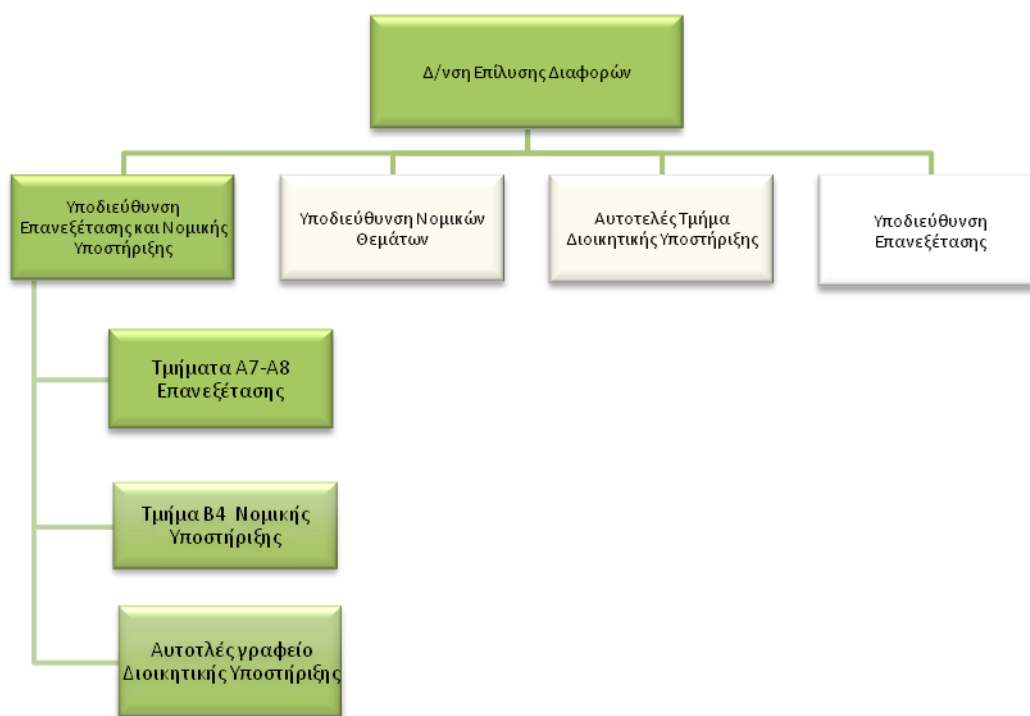 Δ/νση Επίλυσης Διαφορών
Υποδιεύθυνση
Επανεξέτασης και Νομικής
Υποστήριξης
Υποδιεύθυνση Νομικών
Θεμάτων
Αυτοτελές Τμήμα
Διοικητικής Υποστήριξης
Υποδιεύθυνση
Επανεξέτασης
Τμήματα Α7-Α8
Επανεξέτασης
Τμήμα Β4 Νομικής
Υποστήριξης
Αυτοτλές γραφείο
Διοικητικής Υποστήριξης